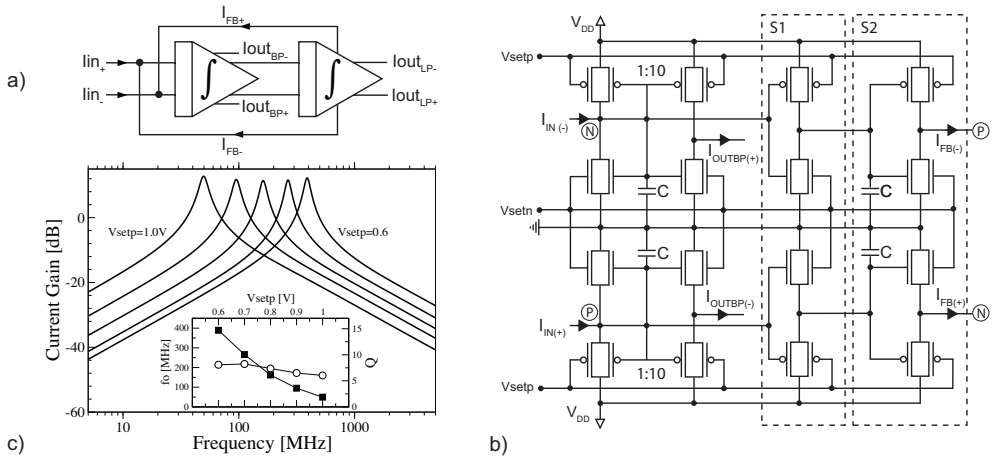 a)
I_FB+
Iin_+
Iin_-
∫
Iout_BP-
Iout_BP+
∫
Iout_LP-
Iout_LP+
I_FB-
c)
Current Gain [dB]
0
-20
-40
-60
10
100
1000
Frequency [MHz]
Vsetp=1.0V
Vsetp=0.6
Vsetp [V]
0.6 0.7 0.8 0.9 1
fo [MHz]
400
300
200
100
0
15
10
5
0
Q
b)
V_DD
S1
S2
Vsetp
1:10
I_IN (-)
N
I_OUTBP(+)
I_FB(-)
P
C
C
Vsetn
C
C
P
I_IN(+)
I_OUTBP(-)
I_FB(+)
N
1:10
Vsetp
V_DD